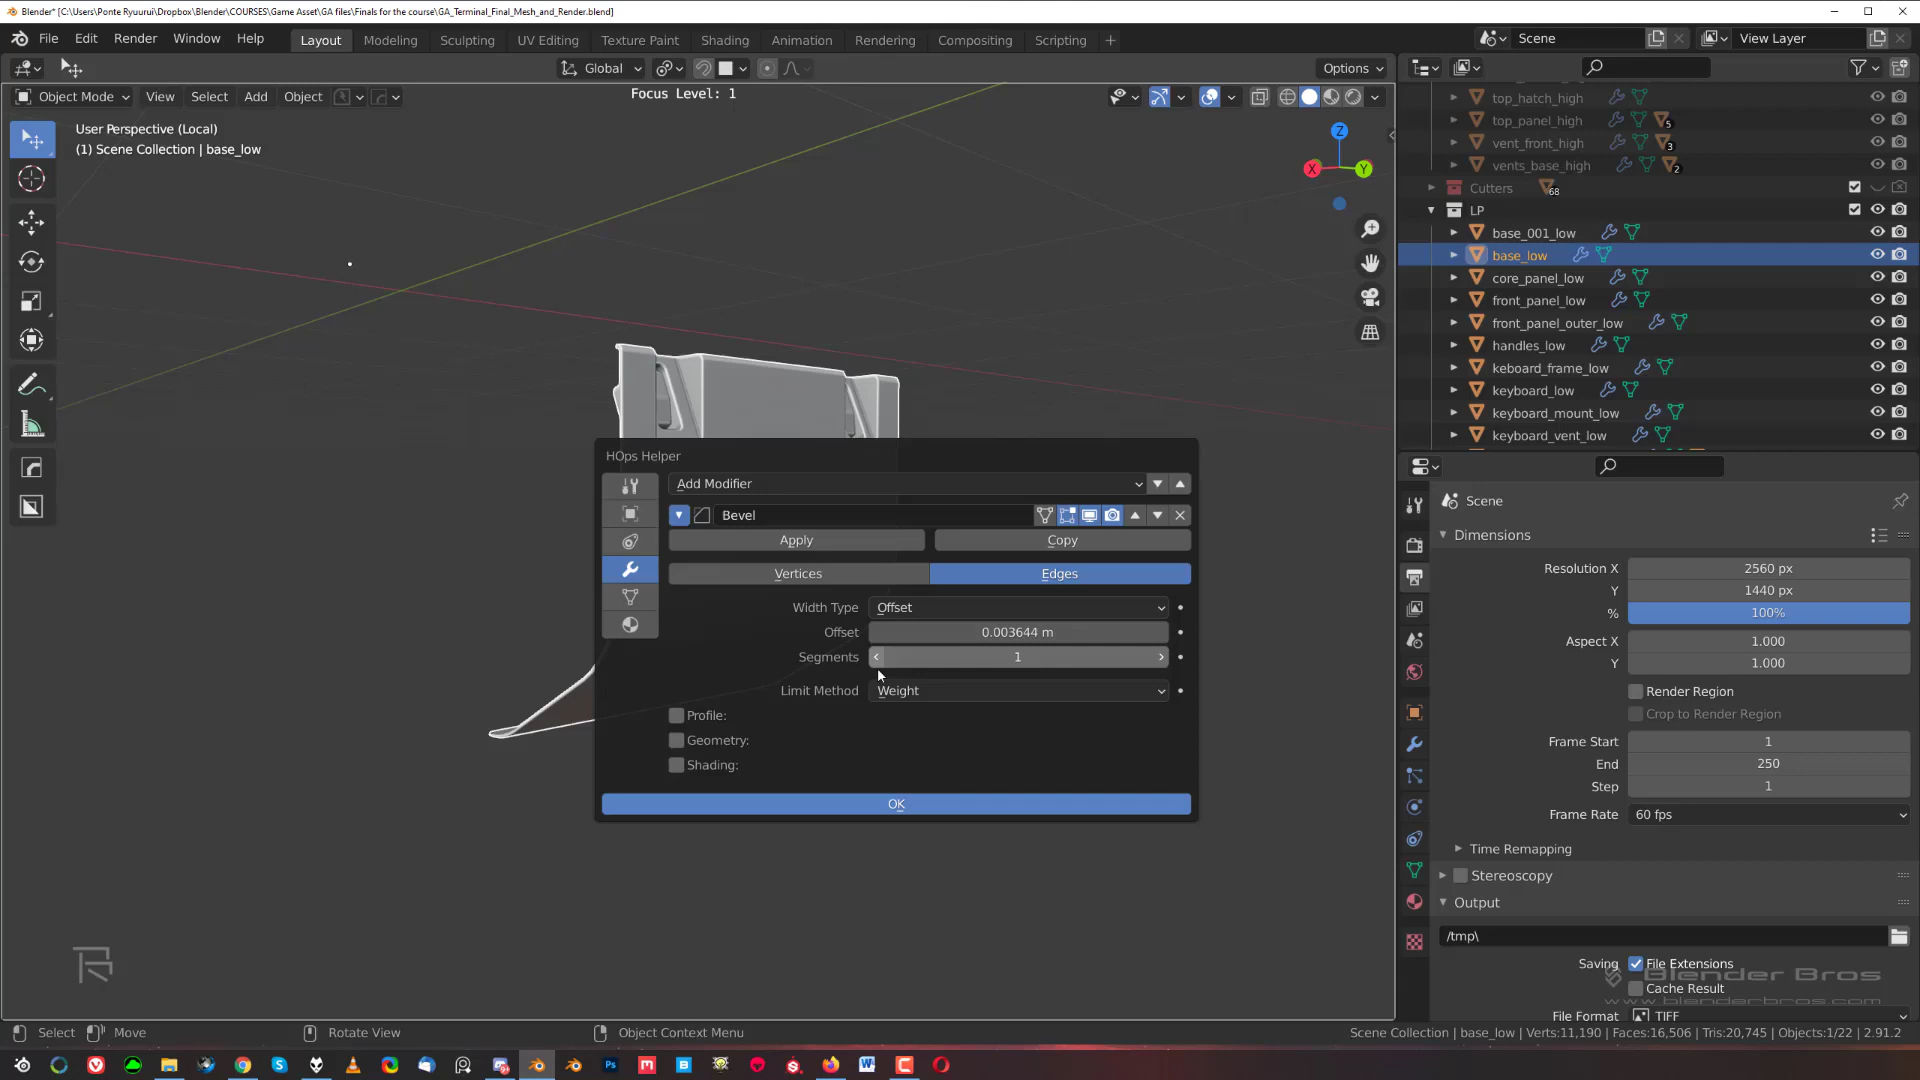 Blender* [C:\Users\Ponte Ryuurui\Dropbox\Blender\COURSES\Game Asset\GA files\Finals for the course\GA_Terminal_Final_Mesh_and_Render.blend]
File Edit Render Window Help Layout Modeling Sculpting UV Editing Texture Paint Shading Animation Rendering Compositing Scripting + Scene View Layer
Global Options
Object Mode View Select Add Object Focus Level: 1
User Perspective (Local)
(1) Scene Collection | base_low
Z
X Y
top_hatch_high
top_panel_high 5
vent_front_high 3
vents_base_high 2
Cutters 68
LP
base_001_low
base_low
core_panel_low
front_panel_low
front_panel_outer_low
handles_low
keboard_frame_low
keyboard_low
keyboard_mount_low
keyboard_vent_low
HOps Helper
Add Modifier
Bevel
Apply Copy
Vertices Edges
Width Type Offset
Offset 0.003644 m
Segments 1
Limit Method Weight
Profile:
Geometry:
Shading:
OK
Scene
Dimensions
Resolution X 2560 px
Y 1440 px
% 100%
Aspect X 1.000
Y 1.000
Render Region
Crop to Render Region
Frame Start 1
End 250
Step 1
Frame Rate 60 fps
Time Remapping
Stereoscopy
Output
/tmp\
Saving File Extensions
Cache Result
File Format TIFF
Blender Bros
www.blenderbros.com
Select Move Rotate View Object Context Menu Scene Collection | base_low | Verts:11,190 | Faces:16,506 | Tris:20,745 | Objects:1/22 | 2.91.2